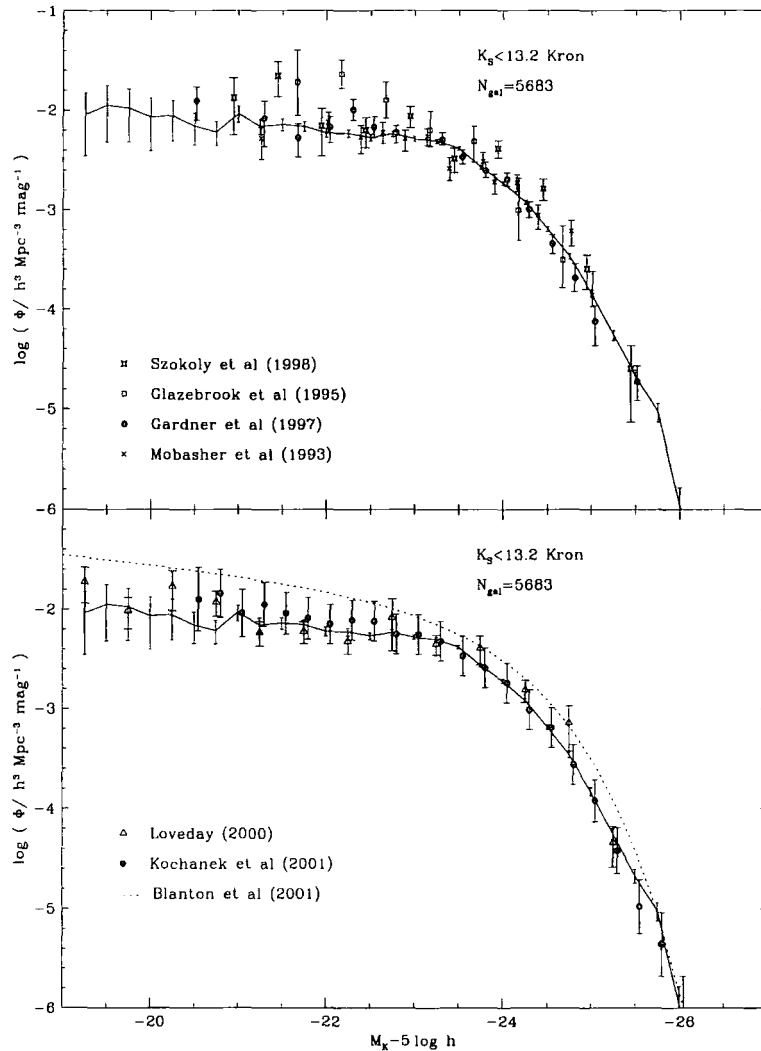 -1
K_S<13.2 Kron
N_gal=5683
-2
-3
log ( Φ/ h³ Mpc⁻³ mag⁻¹ )
-4
Szokoly et al (1998)
Glazebrook et al (1995)
-5
Gardner et al (1997)
Mobasher et al (1993)
-6
K_S<13.2 Kron
N_gal=5683
-2
-3
log ( Φ/ h³ Mpc⁻³ mag⁻¹ )
-4
Loveday (2000)
Kochanek et al (2001)
Blanton et al (2001)
-5
-6
-20 -22 -24 -26
M_K-5 log h